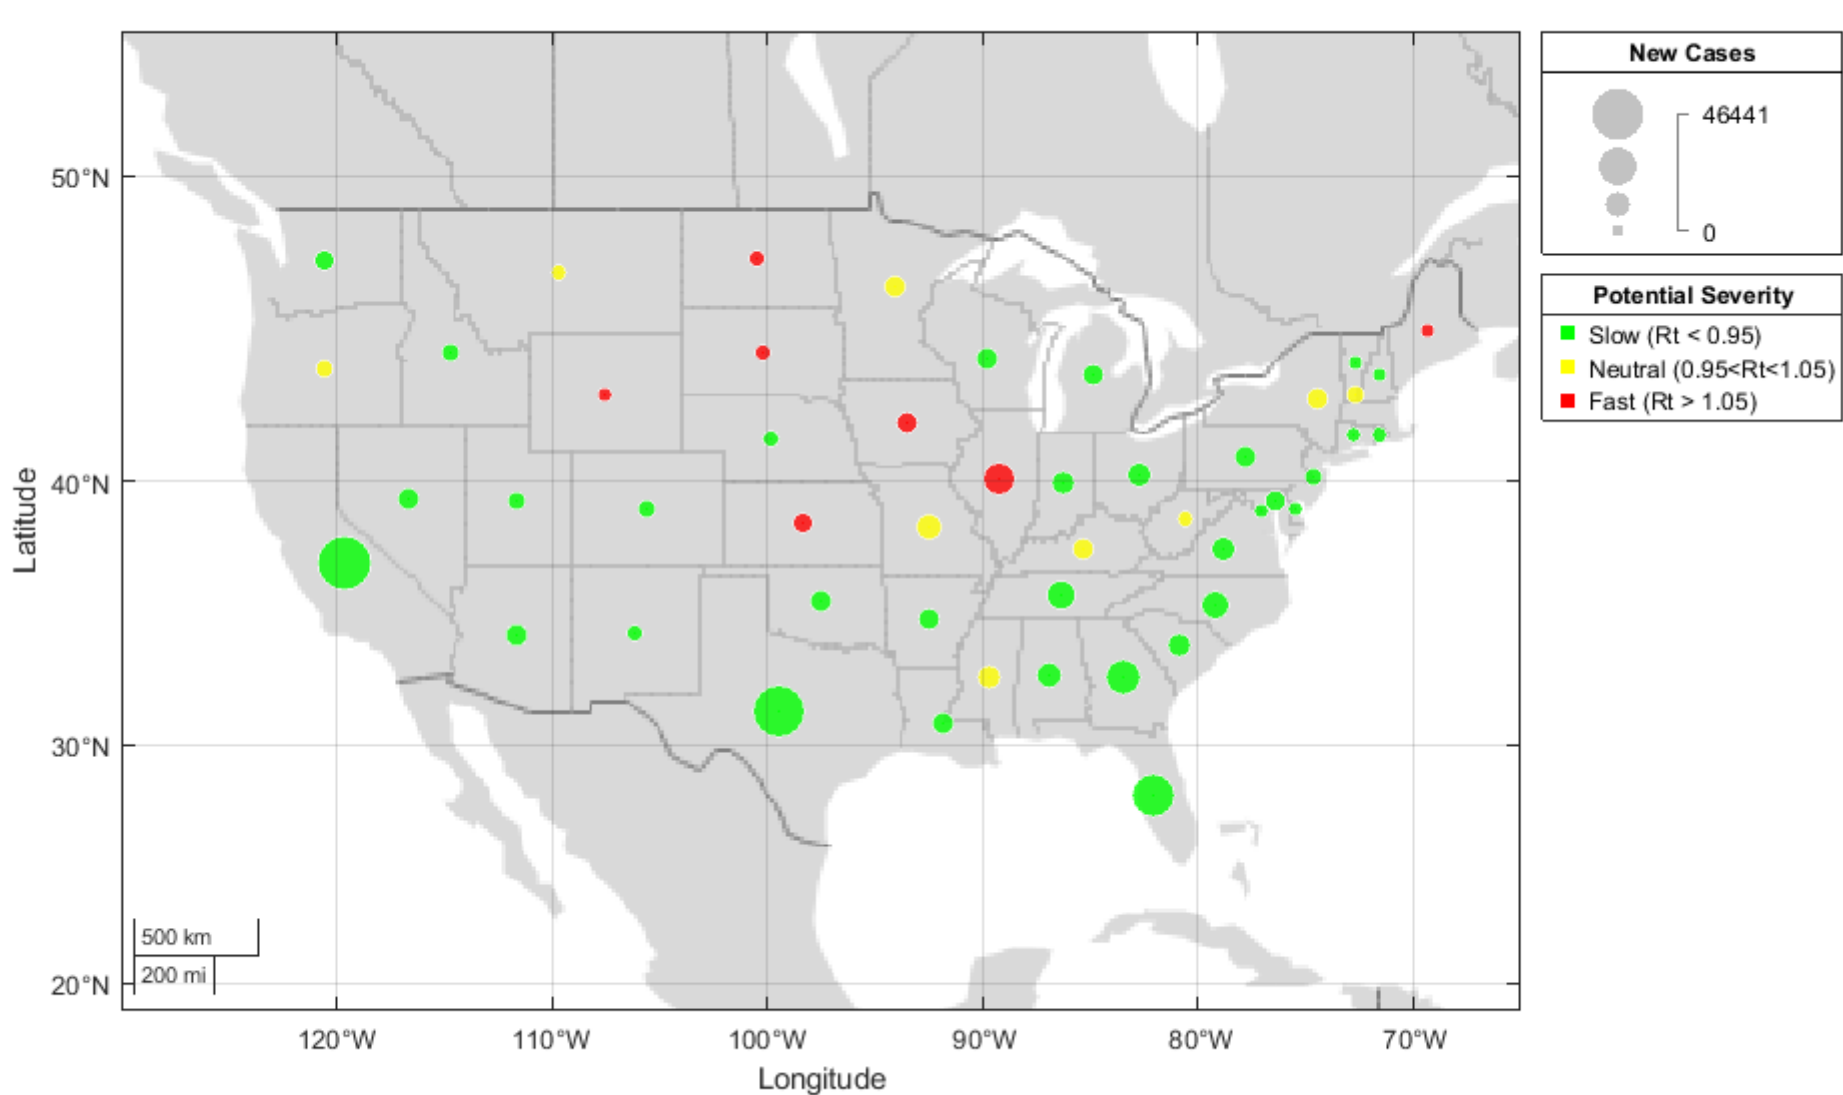 50°N
40°N
30°N
20°N
Latitude
500 km
200 mi
120°W
110°W
100°W
90°W
80°W
70°W
Longitude
New Cases
46441
0
Potential Severity
Slow (Rt < 0.95)
Neutral (0.95<Rt<1.05)
Fast (Rt > 1.05)